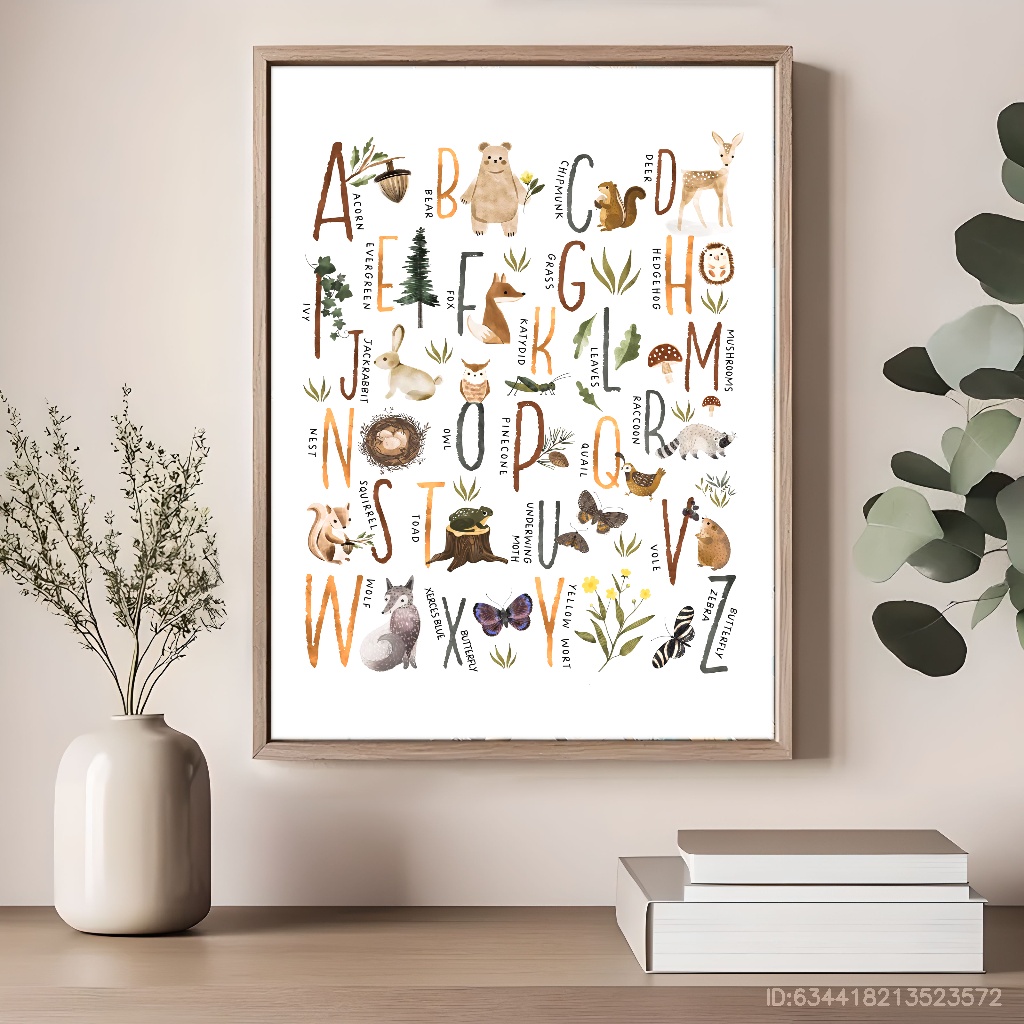 A
ACORN
BEAR
B
CHIPMUNK
C
DEER
D
EVERGREEN
E
FOX
F
GRASS
G
HEDGEHOG
H
IVY
I
J
JACKRABBIT
KATYDID
K
LEAVES
L
M
MUSHROOMS
NEST
N
OWL
O
PINECONE
P
QUAIL
Q
RACCOON
R
SQUIRREL
S
TOAD
T
UNDERWING
MOTH
U
VOLE
V
W
WOLF
XERCES BLUE
X
BUTTERFLY
Y
YELLOW WORT
ZEBRA
Z
BUTTERFLY
ID:634418213523572